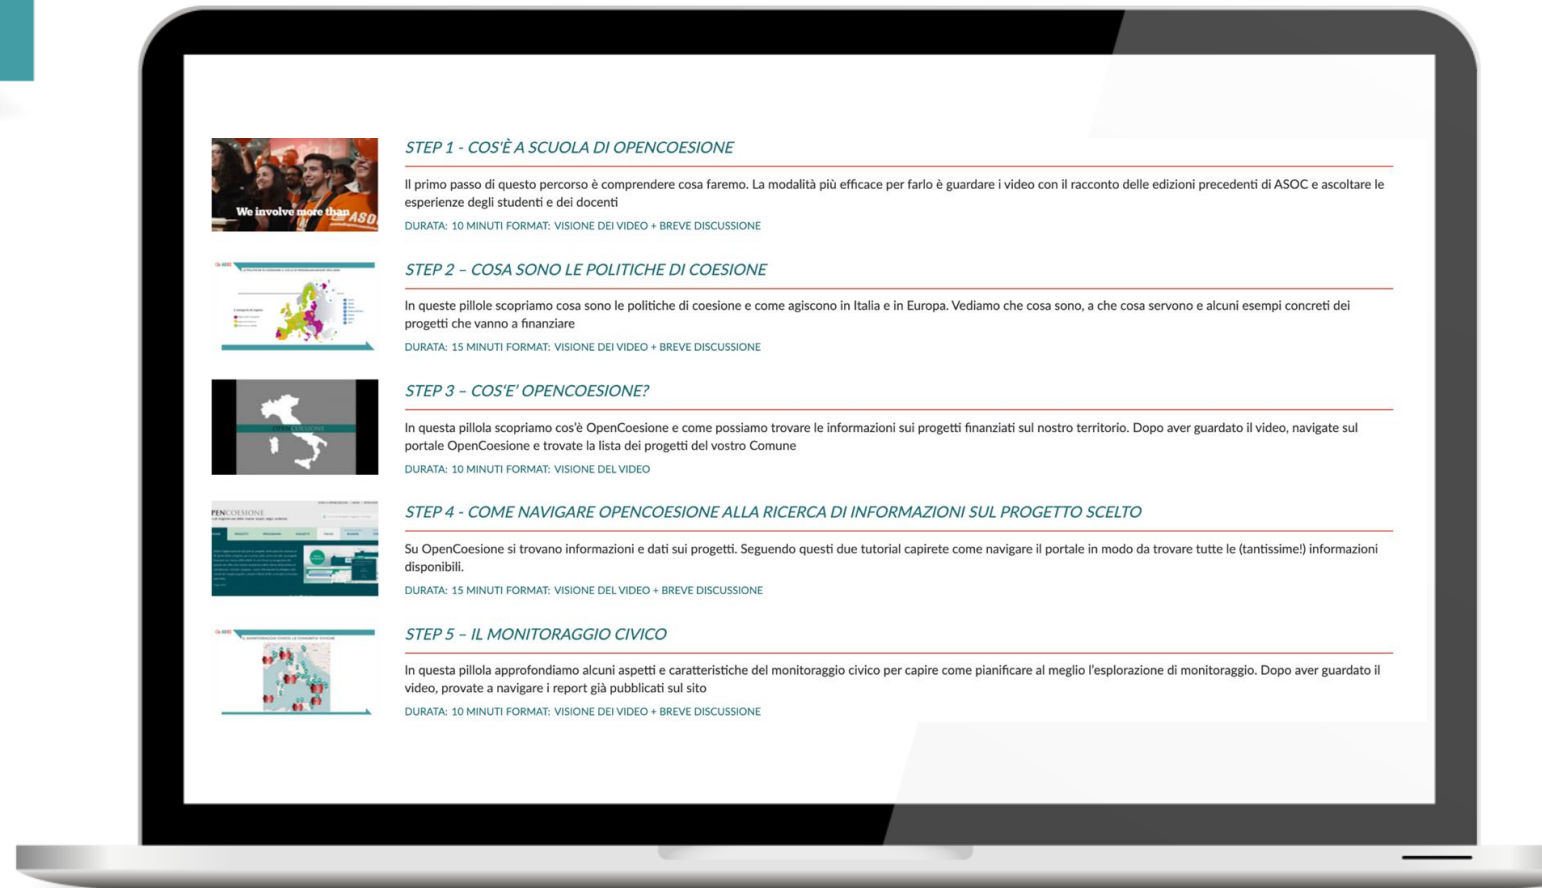 We involve more than
ASO
STEP 1 - COS'È A SCUOLA DI OPENCOESIONE
Il primo passo di questo percorso è comprendere cosa faremo. La modalità più efficace per farlo è guardare i video con il racconto delle edizioni precedenti di ASOC e ascoltare le
esperienze degli studenti e dei docenti
DURATA: 10 MINUTI FORMAT: VISIONE DEI VIDEO + BREVE DISCUSSIONE
STEP 2 – COSA SONO LE POLITICHE DI COESIONE
In queste pillole scopriamo cosa sono le politiche di coesione e come agiscono in Italia e in Europa. Vediamo che cosa sono, a che cosa servono e alcuni esempi concreti dei
progetti che vanno a finanziare
DURATA: 15 MINUTI FORMAT: VISIONE DEI VIDEO + BREVE DISCUSSIONE
OPENCOESIONE
STEP 3 – COS'E' OPENCOESIONE?
In questa pillola scopriamo cos'è OpenCoesione e come possiamo trovare le informazioni sui progetti finanziati sul nostro territorio. Dopo aver guardato il video, navigate sul
portale OpenCoesione e trovate la lista dei progetti del vostro Comune
DURATA: 10 MINUTI FORMAT: VISIONE DEL VIDEO
PENCOESIONE
STEP 4 - COME NAVIGARE OPENCOESIONE ALLA RICERCA DI INFORMAZIONI SUL PROGETTO SCELTO
Su OpenCoesione si trovano informazioni e dati sui progetti. Seguendo questi due tutorial capirete come navigare il portale in modo da trovare tutte le (tantissime!) informazioni
disponibili.
DURATA: 15 MINUTI FORMAT: VISIONE DEL VIDEO + BREVE DISCUSSIONE
STEP 5 – IL MONITORAGGIO CIVICO
In questa pillola approfondiamo alcuni aspetti e caratteristiche del monitoraggio civico per capire come pianificare al meglio l'esplorazione di monitoraggio. Dopo aver guardato il
video, provate a navigare i report già pubblicati sul sito
DURATA: 10 MINUTI FORMAT: VISIONE DEI VIDEO + BREVE DISCUSSIONE